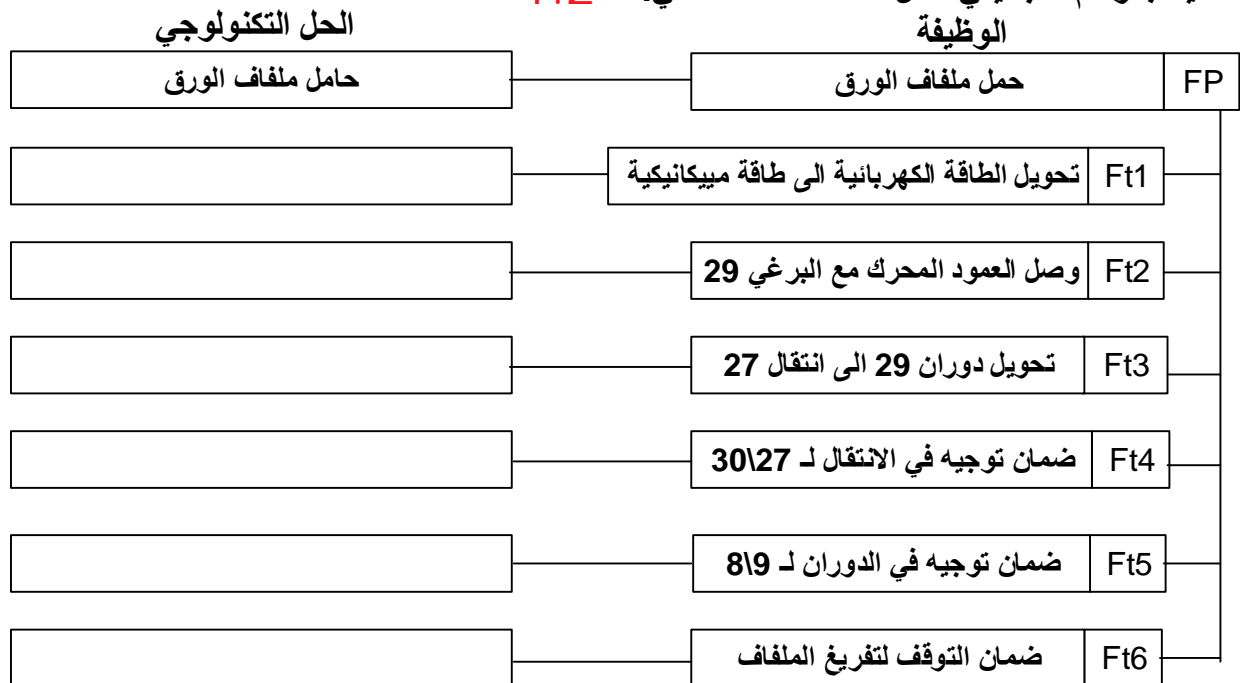 الوظيفة
الحل التكنولوجي
FP حمل ملفاف الورق
حامل ملفاف الورق
Ft1 تحويل الطاقة الكهربائية الى طاقة مييكانيكية
Ft2 وصل العمود المحرك مع البرغي 29
Ft3 تحويل دوران 29 الى انتقال 27
Ft4 ضمان توجيه في الانتقال لـ 27\30
Ft5 ضمان توجيه في الدوران لـ 9\8
Ft6 ضمان التوقف لتفريغ الملفاف